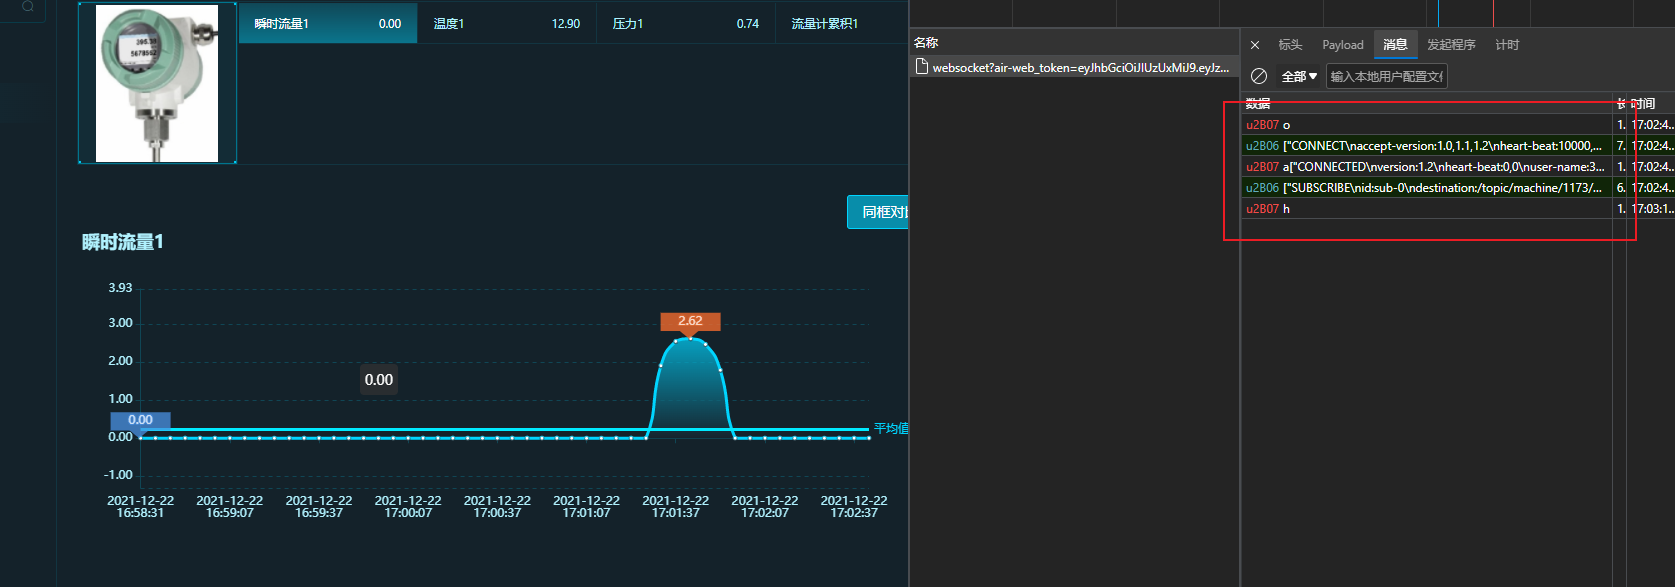 瞬时流量1 0.00 温度1 12.90 压力1 0.74 流量计累积1
同框对
瞬时流量1
3.93
3.00
2.00
1.00
0.00
-1.00
2.62
0.00
0.00
平均值
2021-12-22 16:58:31
2021-12-22 16:59:07
2021-12-22 16:59:37
2021-12-22 17:00:07
2021-12-22 17:00:37
2021-12-22 17:01:07
2021-12-22 17:01:37
2021-12-22 17:02:07
2021-12-22 17:02:37
名称
websocket?air-web_token=eyJhbGciOiJIUzUxMiJ9.eyJz...
标头 Payload 消息 发起程序 计时
全部 输入本地用户配置文
数据 时间
u2B07 o 1. 17:02:4...
u2B06 ["CONNECT\naccept-version:1.0,1.1,1.2\nheart-beat:10000,... 7. 17:02:4...
u2B07 a["CONNECTED\nversion:1.2\nheart-beat:0,0\nuser-name:3... 1. 17:02:4...
u2B06 ["SUBSCRIBE\nid:sub-0\ndestination:/topic/machine/1173/... 6. 17:02:4...
u2B07 h 1. 17:03:1...